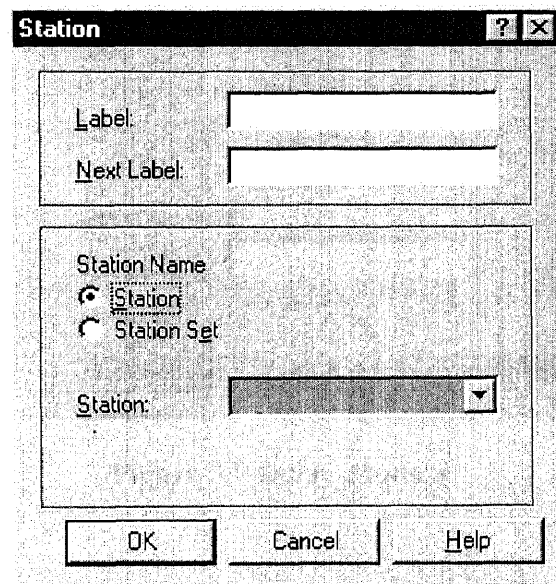 Station ? ×
Label:
Next Label:
Station Name
Station
Station Set
Station:
OK Cancel Help